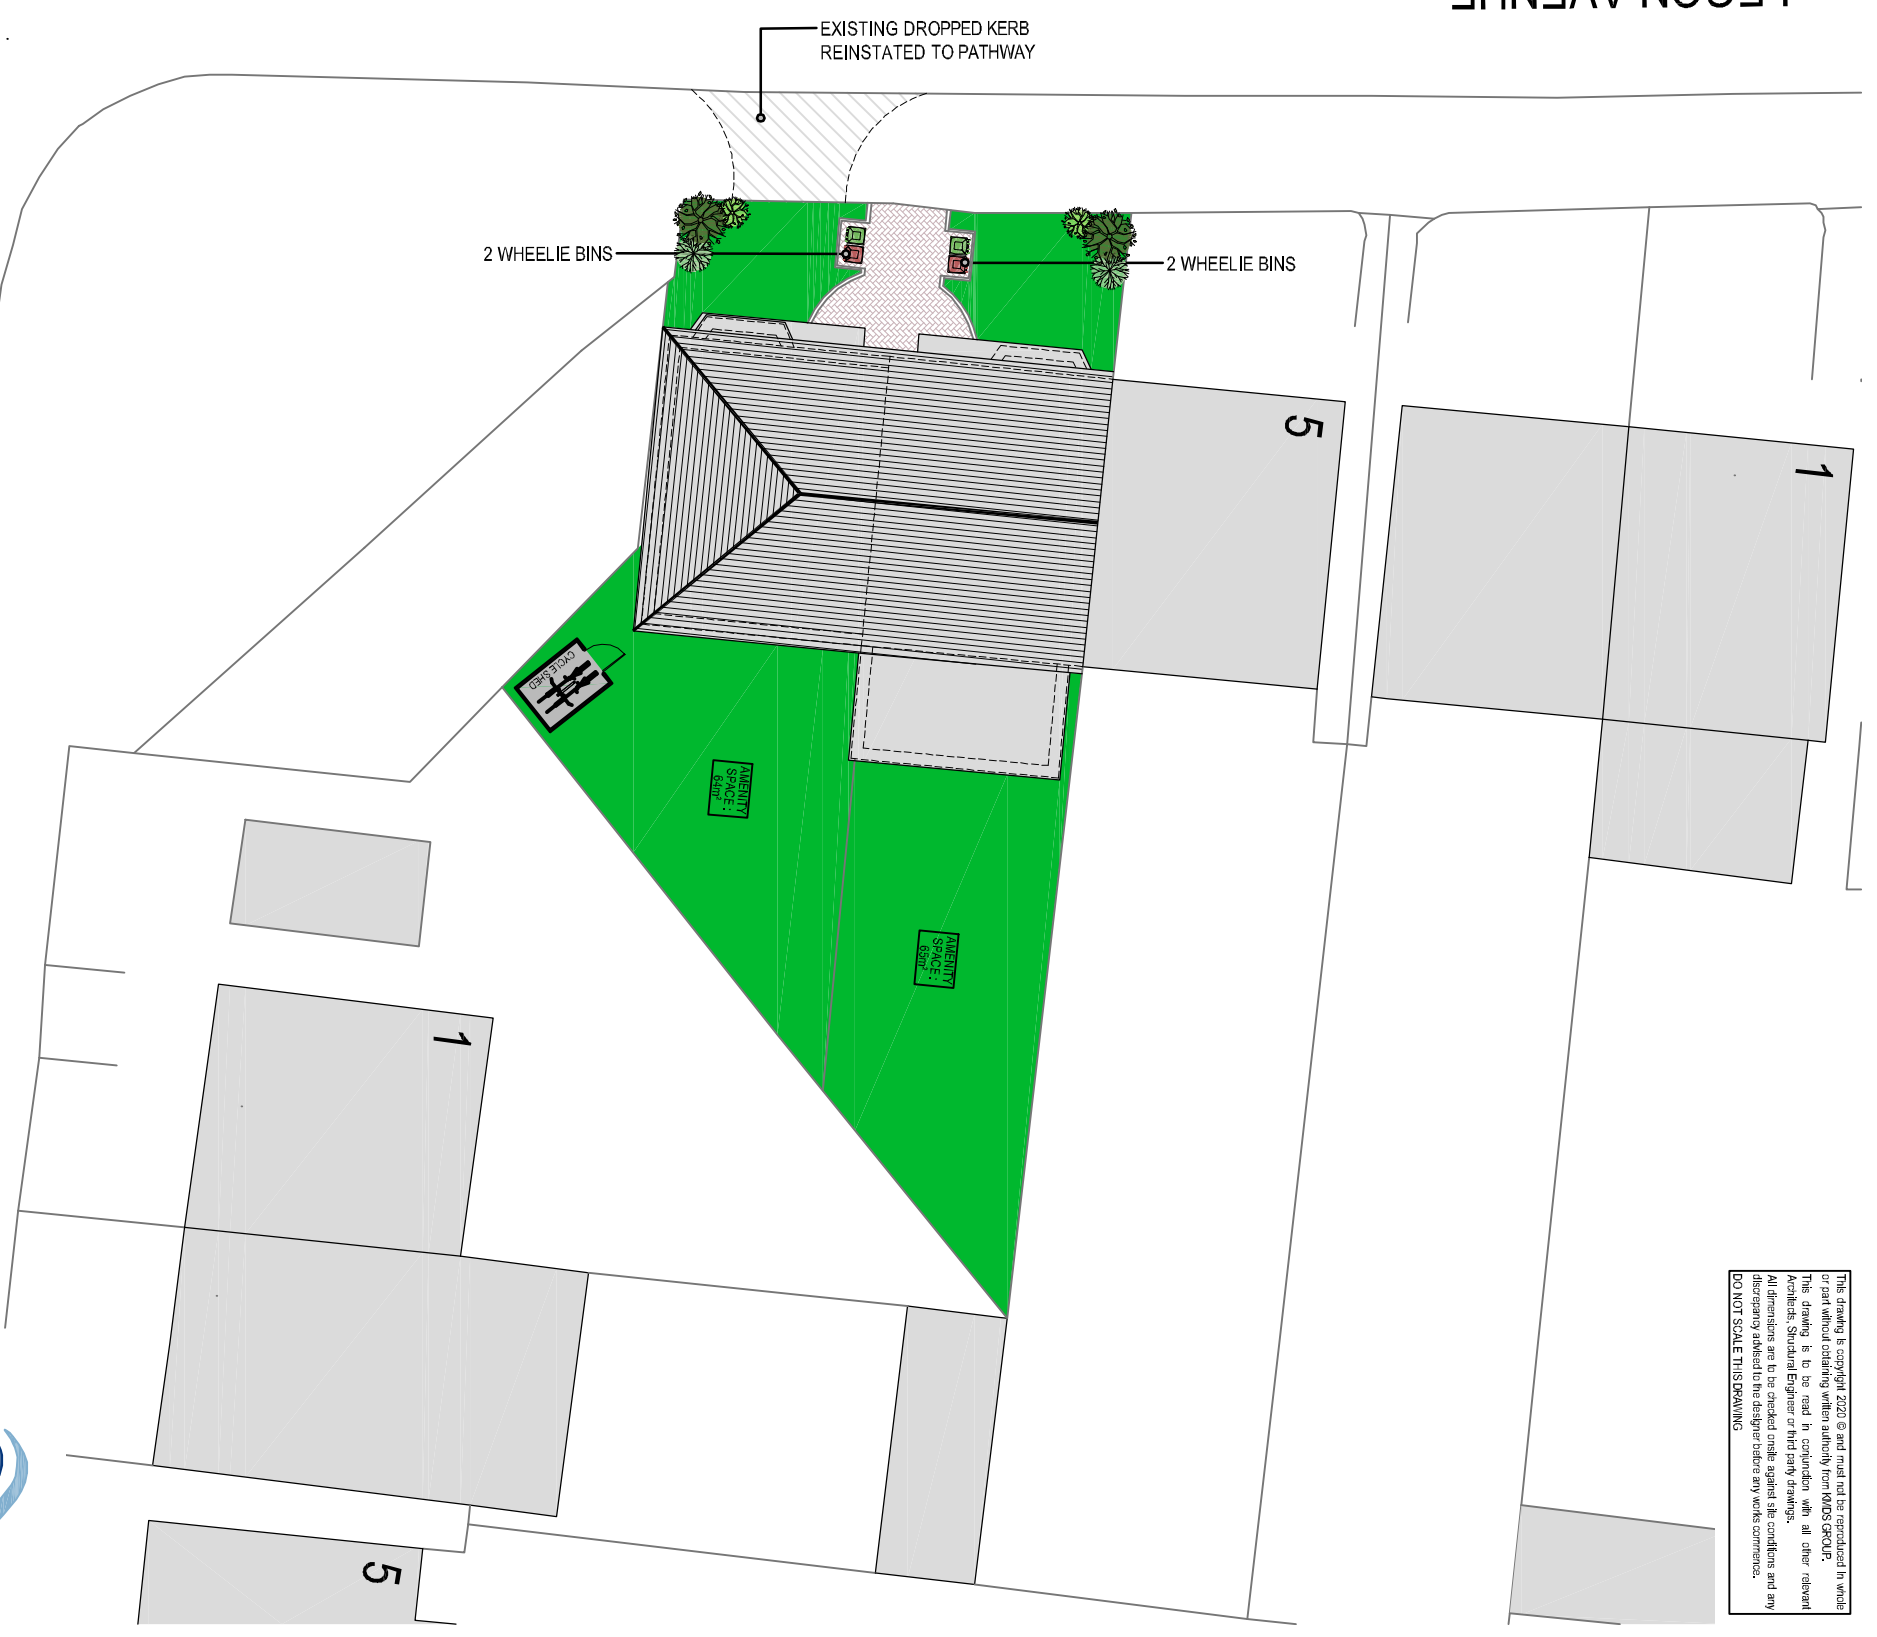 EXISTING DROPPED KERB
REINSTATED TO PATHWAY
2 WHEELIE BINS
2 WHEELIE BINS
5
1
CYCLE SHED
AMENITY
SPACE :
64m²
AMENITY
SPACE :
65m²
1
5
This drawing is copyright 2020 © and must not be reproduced in whole
or part without obtaining written authority from KMDS GROUP.
This drawing is to be read in conjunction with all other relevant
Architects, Structural Engineer or third party drawings.
All dimensions are to be checked onsite against site conditions and any
discrepancy advised to the designer before any works commence.
DO NOT SCALE THIS DRAWING